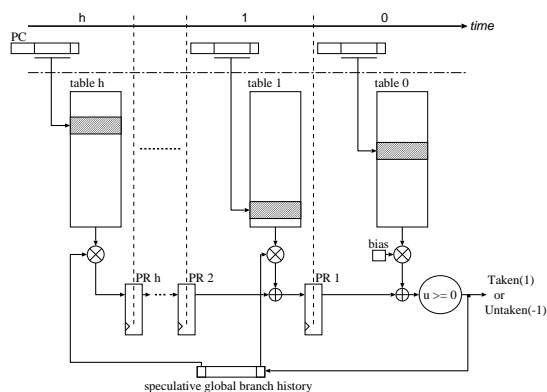 h 1 0
time
PC
table h table 1 table 0
bias
PR h PR 2 PR 1
u >= 0
Taken(1)
or
Untaken(-1)
speculative global branch history